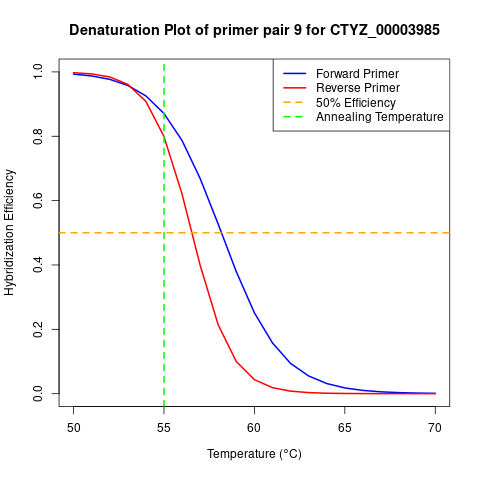 Denaturation Plot of primer pair 9 for CTYZ_00003985
Forward Primer
Reverse Primer
50% Efficiency
Annealing Temperature
Hybridization Efficiency
1.0
0.8
0.6
0.4
0.2
0.0
50
55
60
65
70
Temperature (°C)